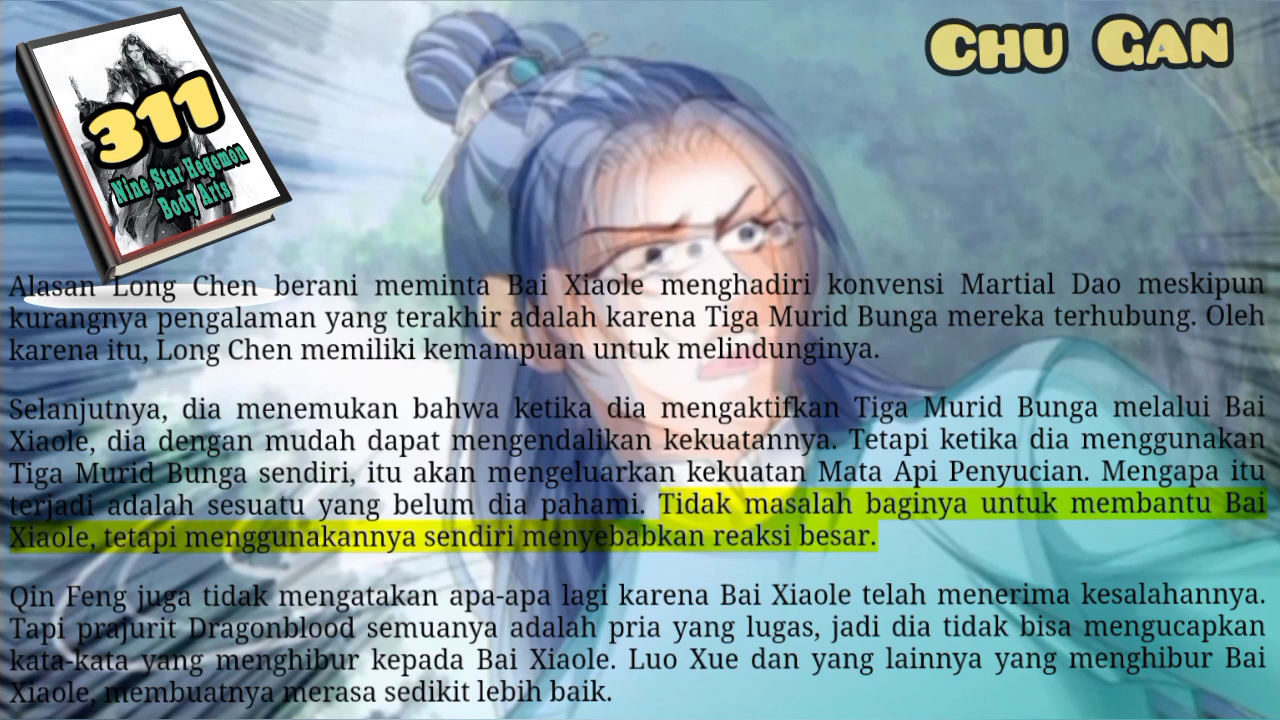 Chu Gan
311
Nine Star Hegemon
Body Arts
Alasan Long Chen berani meminta Bai Xiaole menghadiri konvensi Martial Dao meskipun
kurangnya pengalaman yang terakhir adalah karena Tiga Murid Bunga mereka terhubung. Oleh
karena itu, Long Chen memiliki kemampuan untuk melindunginya.
Selanjutnya, dia menemukan bahwa ketika dia mengaktifkan Tiga Murid Bunga melalui Bai
Xiaole, dia dengan mudah dapat mengendalikan kekuatannya. Tetapi ketika dia menggunakan
Tiga Murid Bunga sendiri, itu akan mengeluarkan kekuatan Mata Api Penyucian. Mengapa itu
terjadi adalah sesuatu yang belum dia pahami. Tidak masalah baginya untuk membantu Bai
Xiaole, tetapi menggunakannya sendiri menyebabkan reaksi besar.
Qin Feng juga tidak mengatakan apa-apa lagi karena Bai Xiaole telah menerima kesalahannya.
Tapi prajurit Dragonblood semuanya adalah pria yang lugas, jadi dia tidak bisa mengucapkan
kata-kata yang menghibur kepada Bai Xiaole. Luo Xue dan yang lainnya yang menghibur Bai
Xiaole, membuatnya merasa sedikit lebih baik.